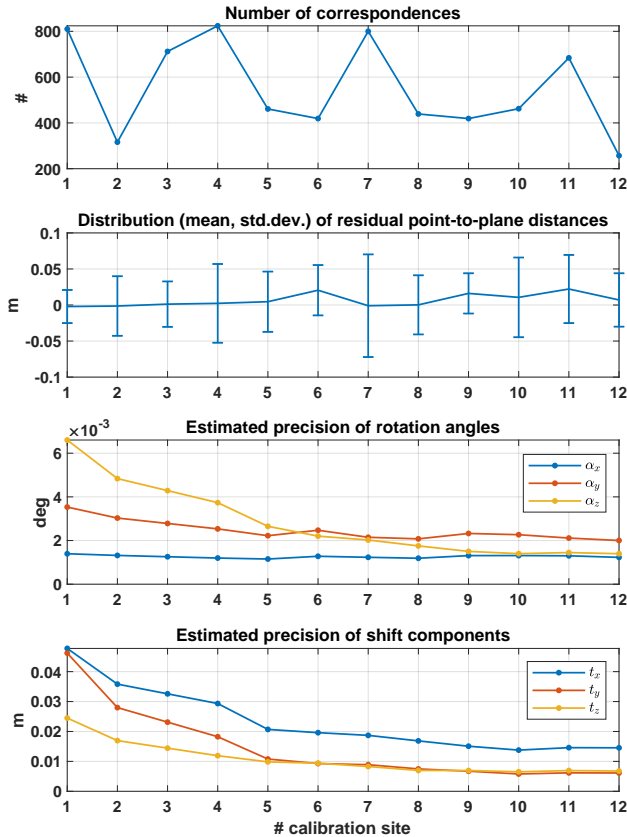 Number of correspondences
800
600
400
200
#
1 2 3 4 5 6 7 8 9 10 11 12
Distribution (mean, std.dev.) of residual point-to-plane distances
0.1
0.05
0
-0.05
-0.1
m
1 2 3 4 5 6 7 8 9 10 11 12
Estimated precision of rotation angles
×10⁻³
6
4
2
0
deg
αx
αy
αz
1 2 3 4 5 6 7 8 9 10 11 12
Estimated precision of shift components
0.04
0.03
0.02
0.01
0
m
tx
ty
tz
1 2 3 4 5 6 7 8 9 10 11 12
# calibration site